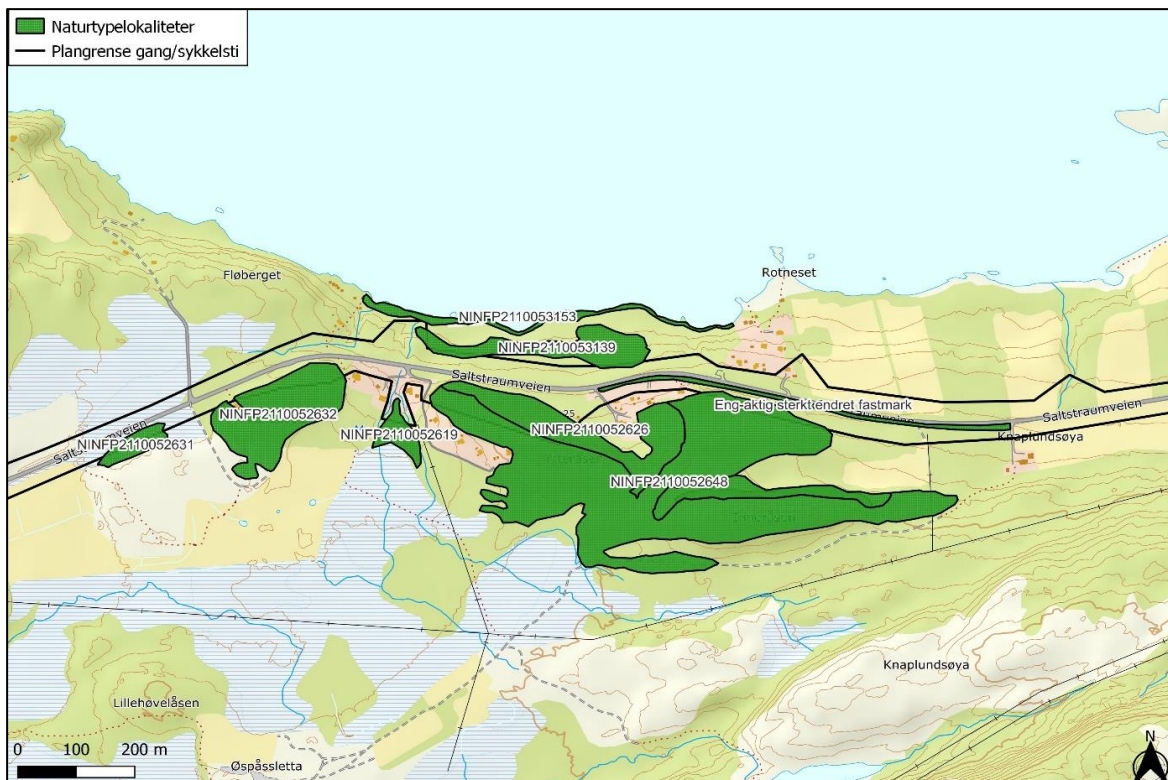 Naturtypelokaliteter
Plangrense gang/sykkelsti
Fløberget
Rotneset
NINFP2110053153
NINFP2110053139
Saltstraumveien
NINFP2110052632
25
Eng-aktig sterkt endret fastmark
Saltstraumveien
NINFP2110052626
NINFP2110052619
NINFP2110052631
Knaplundsøya
NINFP2110052648
Knaplundsøya
Lillehøvelåsen
Øspåssletta
0 100 200 m
N